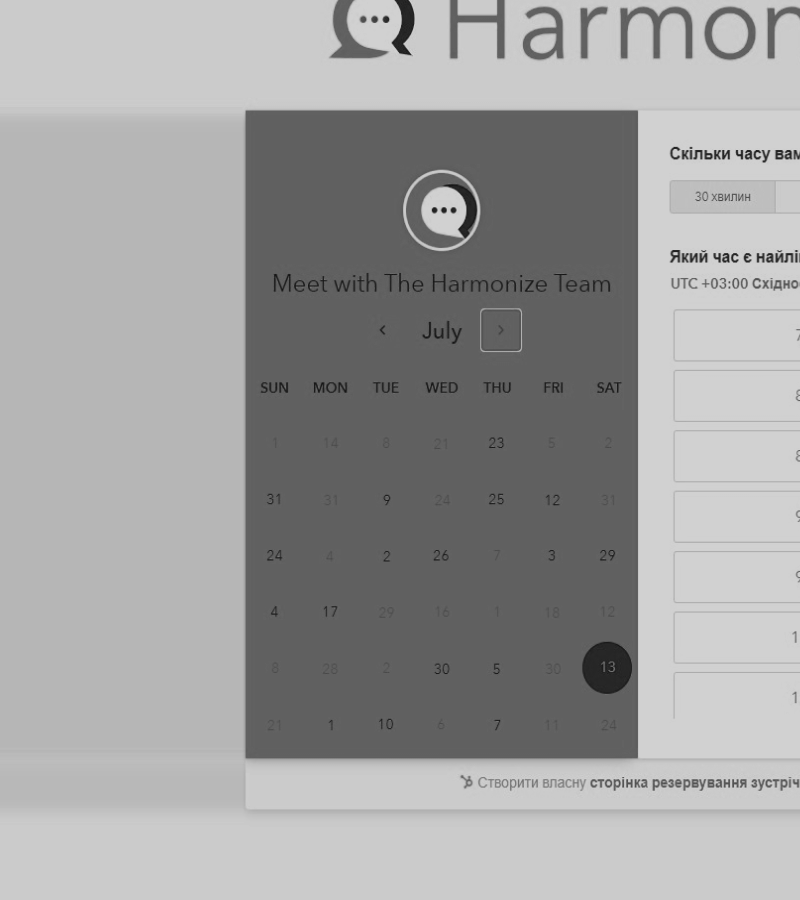 Harmon
Meet with The Harmonize Team
July
SUN MON TUE WED THU FRI SAT
1 14 8 21 23 5 2
31 31 9 24 25 12 31
24 4 2 26 7 3 29
4 17 29 16 1 18 12
8 28 2 30 5 30 13
21 1 10 6 7 11 24
Скільки часу вам
30 хвилин
Який час є найлі
UTC +03:00 Східно
7
8
8
9
9
1
1
Створити власну сторінка резервування зустріч